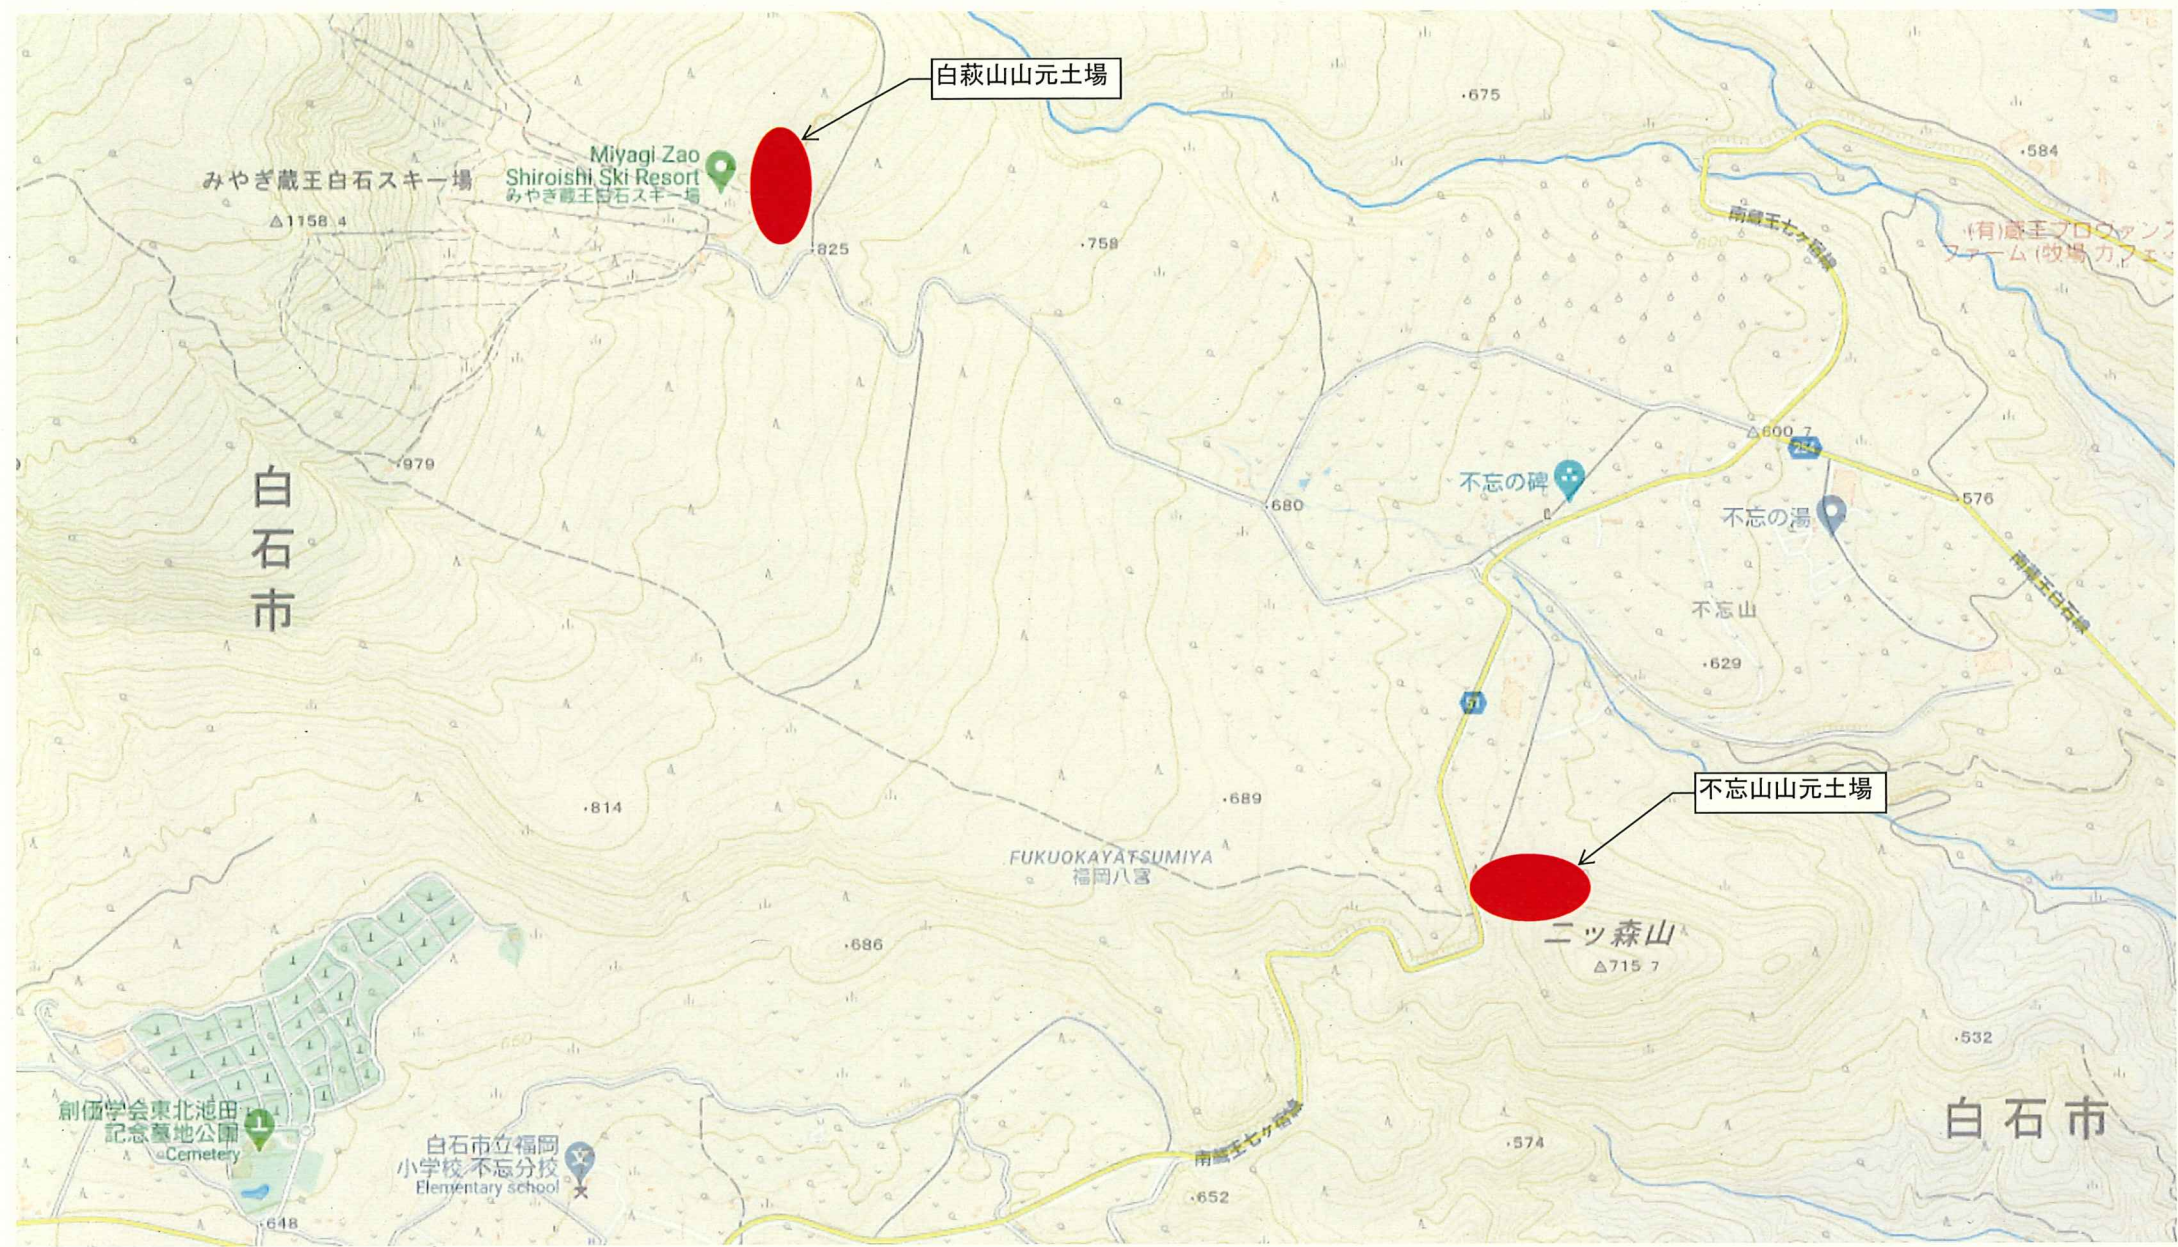 白萩山山元土場
・675
・584
Miyagi Zao
Shiroishi Ski Resort
みやぎ蔵王白石スキー場
みやぎ蔵王白石スキー場
△1158.4
・825
・759
南蔵王七ヶ宿線
600
(有)蔵王プロヴァンス
ファーム (牧場 カフェ
△600.7
254
・979
白石市
不忘の碑
・680
不忘の湯
・576
南蔵王白石線
不忘山
・629
51
不忘山山元土場
・814
・689
FUKUOKAYATSUMIYA
福岡八宮
・686
二ッ森山
△715.7
660
・532
創価学会東北池田
記念墓地公園
Cemetery
白石市立福岡
小学校 不忘分校
Elementary school
南蔵王七ヶ宿線
・574
白石市
・652
・648